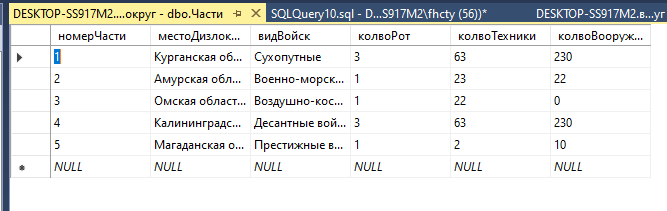 DESKTOP-SS917M2....округ - dbo.Части SQLQuery10.sql - D...S917M2\fhcty (56))* DESKTOP-SS917M2.в...уг
номерЧасти местоДизлок... видВойск колвоРот колвоТехники колвоВооруж...
1 Курганская об... Сухопутные 3 63 230
2 Амурская обл... Военно-морск... 1 23 22
3 Омская област... Воздушно-кос... 1 22 0
4 Калининградс... Десантные вой... 3 63 230
5 Магаданская о... Престижные в... 1 2 10
NULL NULL NULL NULL NULL NULL